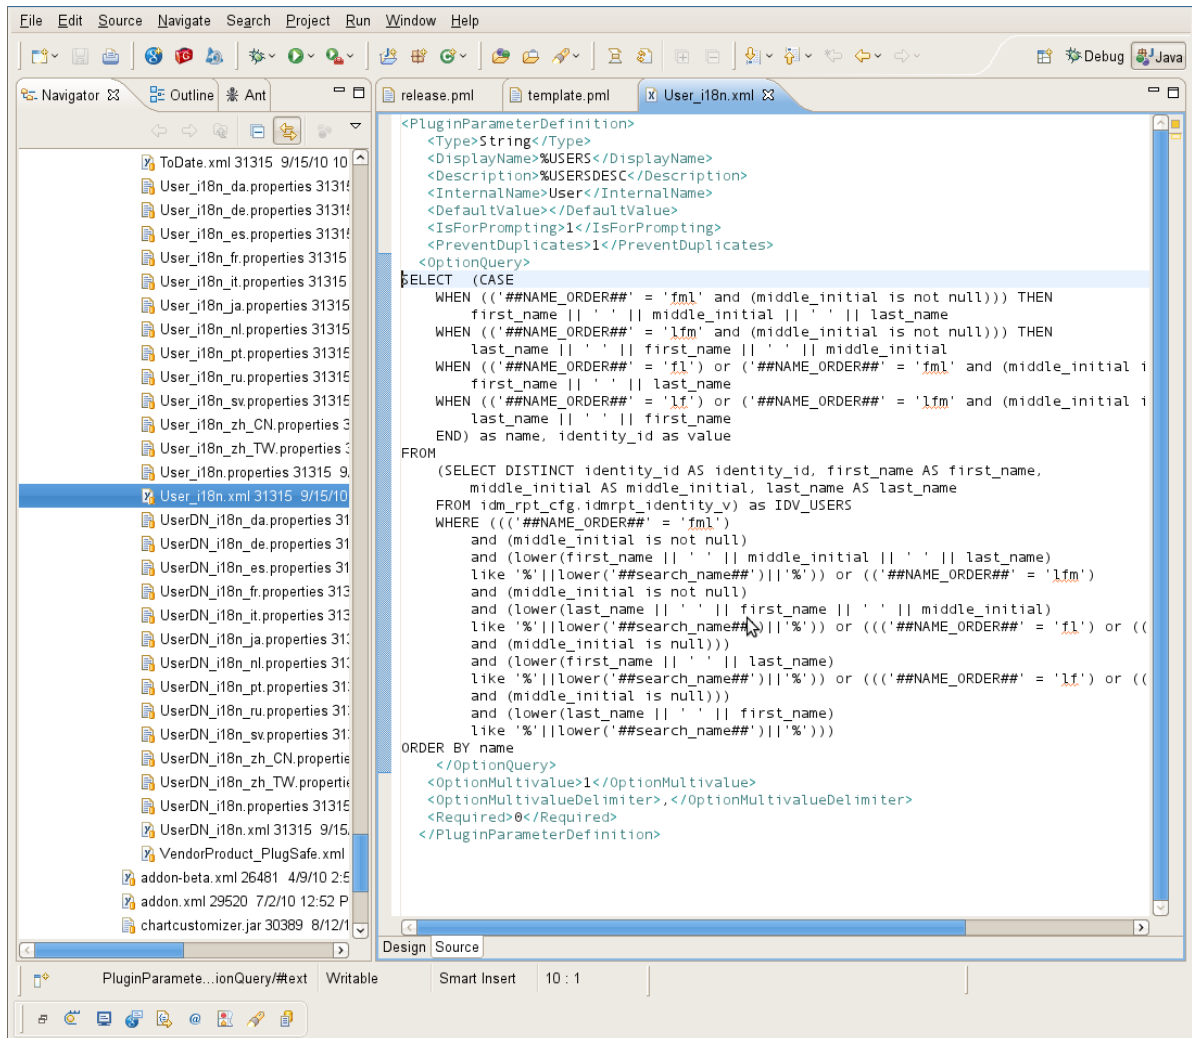 File Edit Source Navigate Search Project Run Window Help
Debug Java
Navigator Outline Ant
release.pml template.pml User_i18n.xml
ToDate.xml 31315 9/15/10 10
User_i18n_da.properties 3131
User_i18n_de.properties 3131
User_i18n_es.properties 3131
User_i18n_fr.properties 31315
User_i18n_it.properties 31315
User_i18n_ja.properties 31315
User_i18n_nl.properties 31315
User_i18n_pt.properties 31315
User_i18n_ru.properties 31315
User_i18n_sv.properties 31315
User_i18n_zh_CN.properties 3
User_i18n_zh_TW.properties
User_i18n.properties 31315 9
User_i18n.xml 31315 9/15/10
UserDN_i18n_da.properties 31
UserDN_i18n_de.properties 31
UserDN_i18n_es.properties 31
UserDN_i18n_fr.properties 313
UserDN_i18n_it.properties 313
UserDN_i18n_ja.properties 31
UserDN_i18n_nl.properties 31
UserDN_i18n_pt.properties 31
UserDN_i18n_ru.properties 31
UserDN_i18n_sv.properties 31
UserDN_i18n_zh_CN.propertie
UserDN_i18n_zh_TW.properti
UserDN_i18n.properties 31315
UserDN_i18n.xml 31315 9/15
VendorProduct_PlugSafe.xml
addon-beta.xml 26481 4/9/10 2:5
addon.xml 29520 7/2/10 12:52 P
chartcustomizer.jar 30389 8/12/1
<PluginParameterDefinition>
<Type>String</Type>
<DisplayName>%USERS</DisplayName>
<Description>%USERSDESC</Description>
<InternalName>User</InternalName>
<DefaultValue></DefaultValue>
<IsForPrompting>1</IsForPrompting>
<PreventDuplicates>1</PreventDuplicates>
<OptionQuery>
SELECT (CASE
WHEN (('##NAME_ORDER##' = 'fml' and (middle_initial is not null))) THEN
first_name || ' ' || middle_initial || ' ' || last_name
WHEN (('##NAME_ORDER##' = 'lfm' and (middle_initial is not null))) THEN
last_name || ' ' || first_name || ' ' || middle_initial
WHEN (('##NAME_ORDER##' = 'fl') or ('##NAME_ORDER##' = 'fml' and (middle_initial i
first_name || ' ' || last_name
WHEN (('##NAME_ORDER##' = 'lf') or ('##NAME_ORDER##' = 'lfm' and (middle_initial i
last_name || ' ' || first_name
END) as name, identity_id as value
FROM
(SELECT DISTINCT identity_id AS identity_id, first_name AS first_name,
middle_initial AS middle_initial, last_name AS last_name
FROM idm_rpt_cfg.idmrpt_identity_v) as IDV_USERS
WHERE ((('##NAME_ORDER##' = 'fml')
and (middle_initial is not null)
and (lower(first_name || ' ' || middle_initial || ' ' || last_name)
like '%'||lower('##search_name##')||'%')) or (('##NAME_ORDER##' = 'lfm')
and (middle_initial is not null)
and (lower(last_name || ' ' || first_name || ' ' || middle_initial)
like '%'||lower('##search_name##')||'%')) or ((('##NAME_ORDER##' = 'fl') or ((
and (middle_initial is null)))
and (lower(first_name || ' ' || last_name)
like '%'||lower('##search_name##')||'%')) or ((('##NAME_ORDER##' = 'lf') or ((
and (middle_initial is null)))
and (lower(last_name || ' ' || first_name)
like '%'||lower('##search_name##')||'%')))
ORDER BY name
</OptionQuery>
<OptionMultivalue>1</OptionMultivalue>
<OptionMultivalueDelimiter>,</OptionMultivalueDelimiter>
<Required>0</Required>
</PluginParameterDefinition>
Design Source
PluginParamete...ionQuery/#text Writable Smart Insert 10 : 1